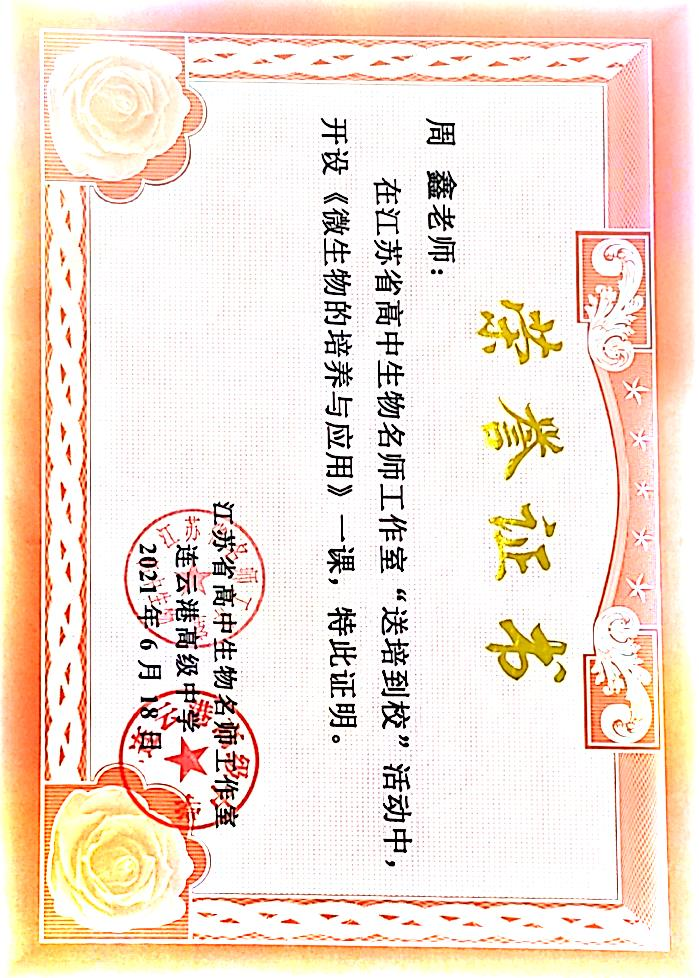 荣誉证书
周鑫老师：
在江苏省高中生物名师工作室“送培到校”活动中，
开设《微生物的培养与应用》一课，特此证明。
江苏省高中生物名师工作室
连云港高级中学
2021年6月18日